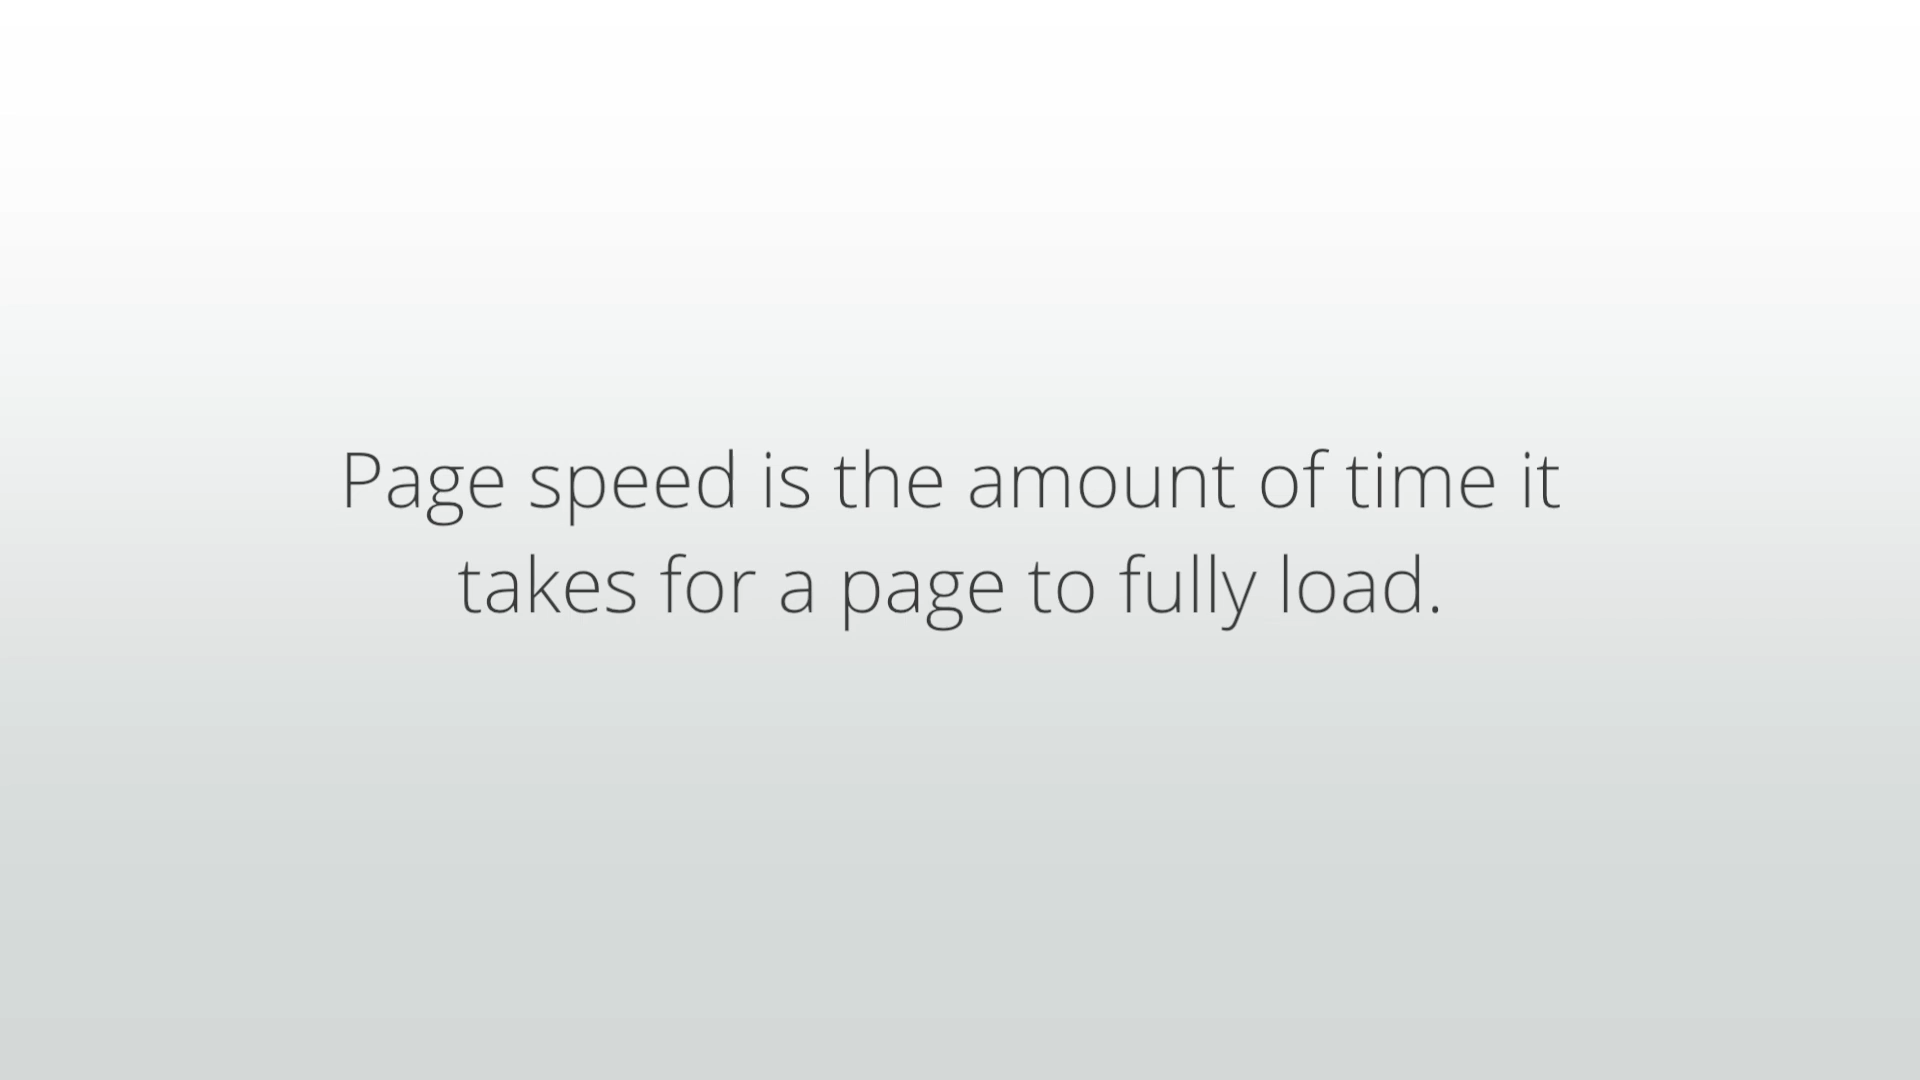 Page speed is the amount of time it
takes for a page to fully load.